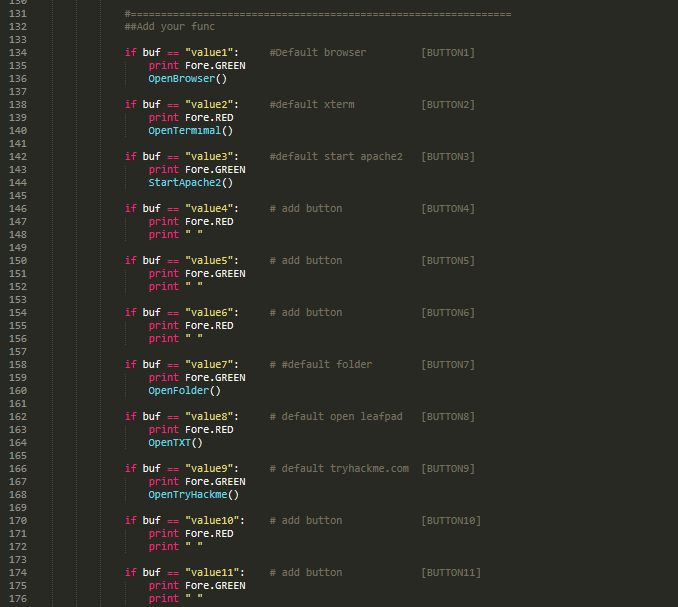 130
131 #===============================================================
132 ##Add your func
133
134 if buf == "value1": #Default browser [BUTTON1]
135 print Fore.GREEN
136 OpenBrowser()
137
138 if buf == "value2": #default xterm [BUTTON2]
139 print Fore.RED
140 OpenTermimal()
141
142 if buf == "value3": #default start apache2 [BUTTON3]
143 print Fore.GREEN
144 StartApache2()
145
146 if buf == "value4": # add button [BUTTON4]
147 print Fore.RED
148 print " "
149
150 if buf == "value5": # add button [BUTTON5]
151 print Fore.GREEN
152 print " "
153
154 if buf == "value6": # add button [BUTTON6]
155 print Fore.RED
156 print " "
157
158 if buf == "value7": # #default folder [BUTTON7]
159 print Fore.GREEN
160 OpenFolder()
161
162 if buf == "value8": # default open leafpad [BUTTON8]
163 print Fore.RED
164 OpenTXT()
165
166 if buf == "value9": # default tryhackme.com [BUTTON9]
167 print Fore.GREEN
168 OpenTryHackme()
169
170 if buf == "value10": # add button [BUTTON10]
171 print Fore.RED
172 print " "
173
174 if buf == "value11": # add button [BUTTON11]
175 print Fore.GREEN
176 print " "